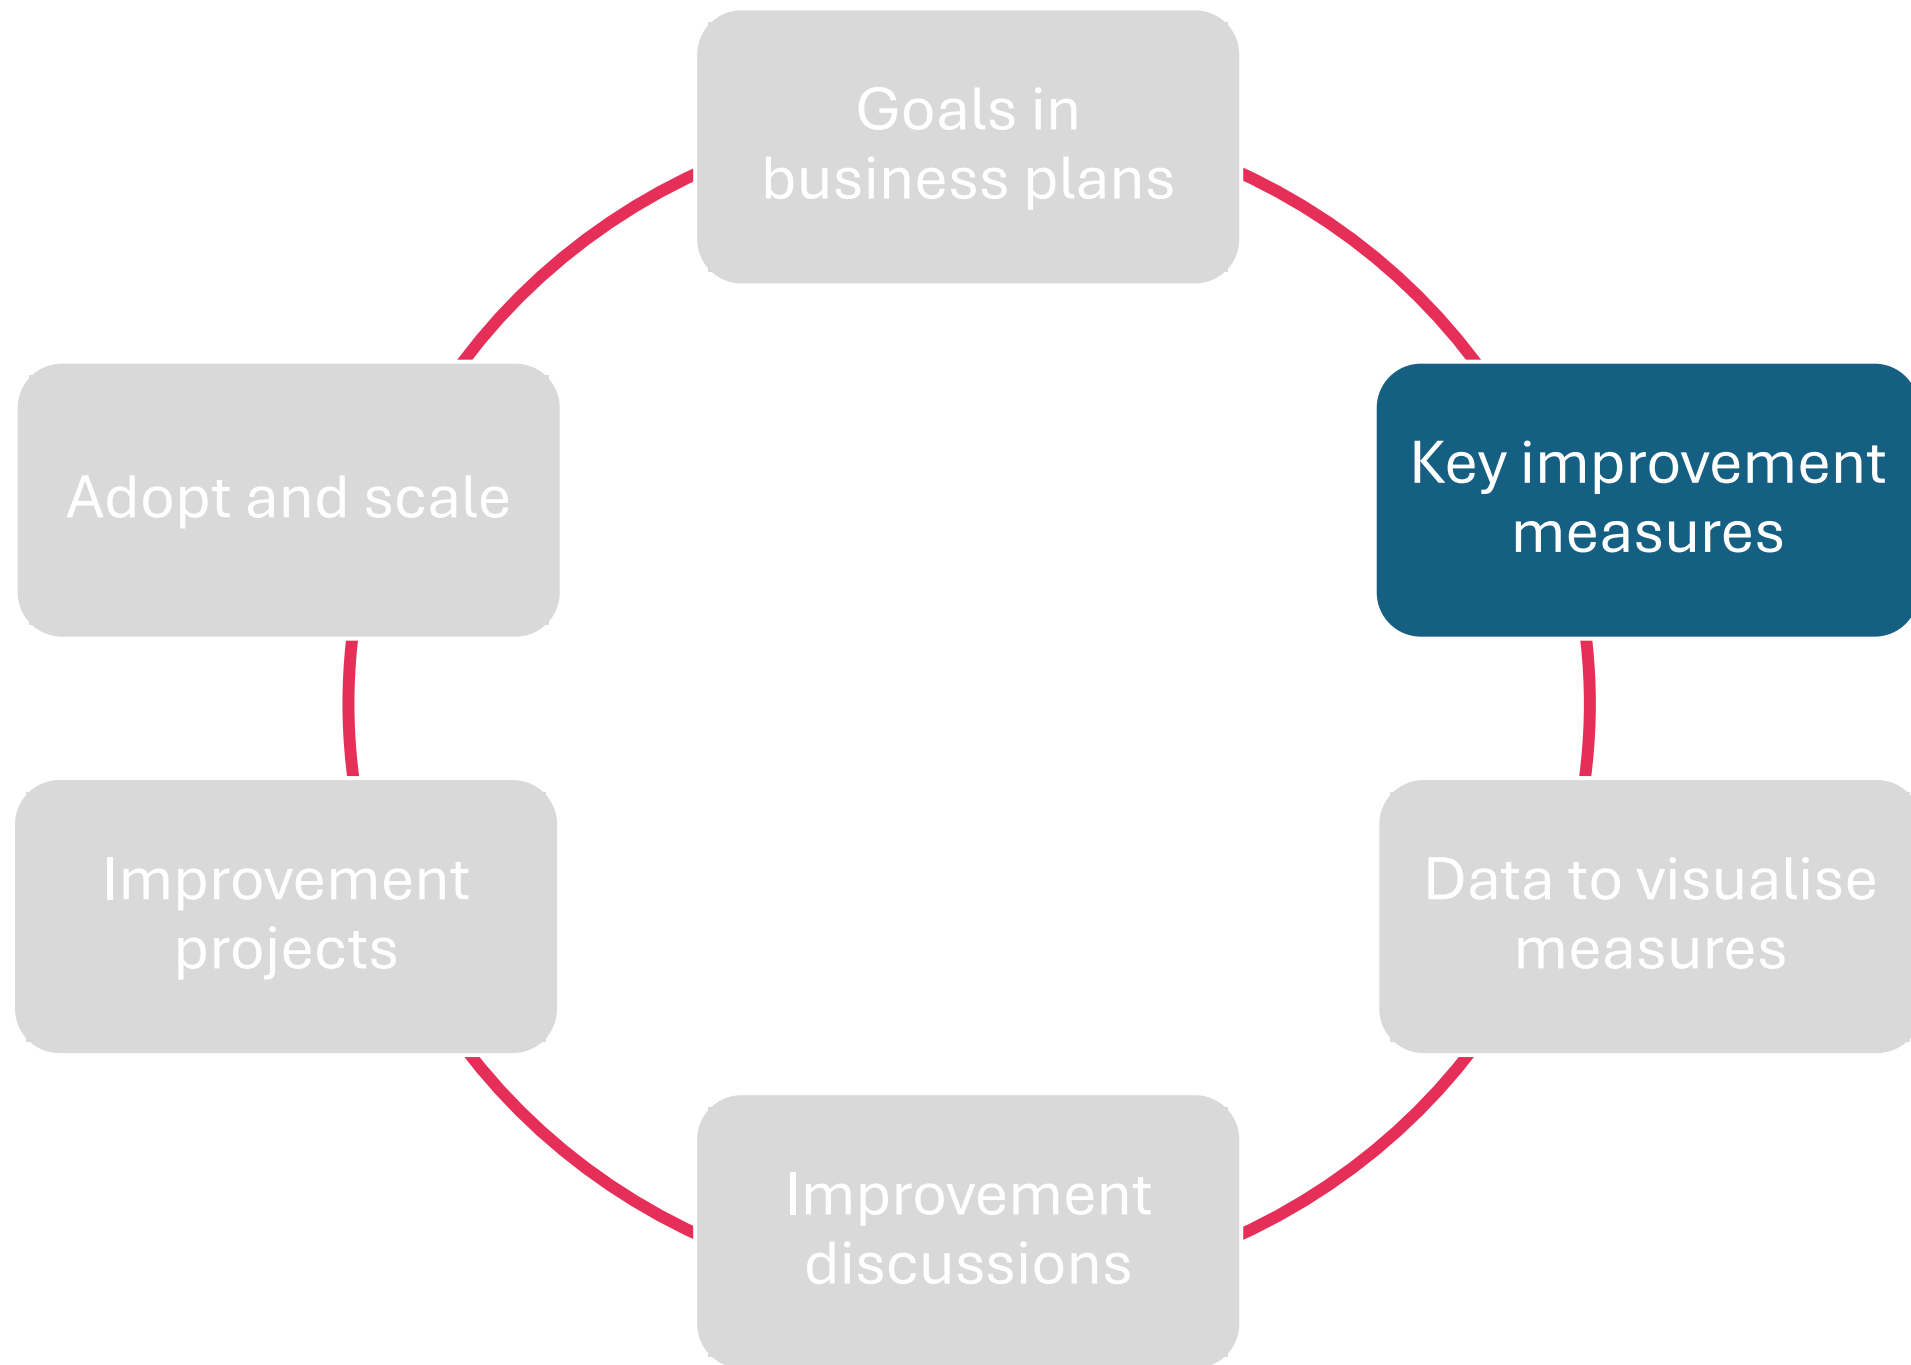 Goals in
business plans
Key improvement
measures
Data to visualise
measures
Improvement
discussions
Improvement
projects
Adopt and scale